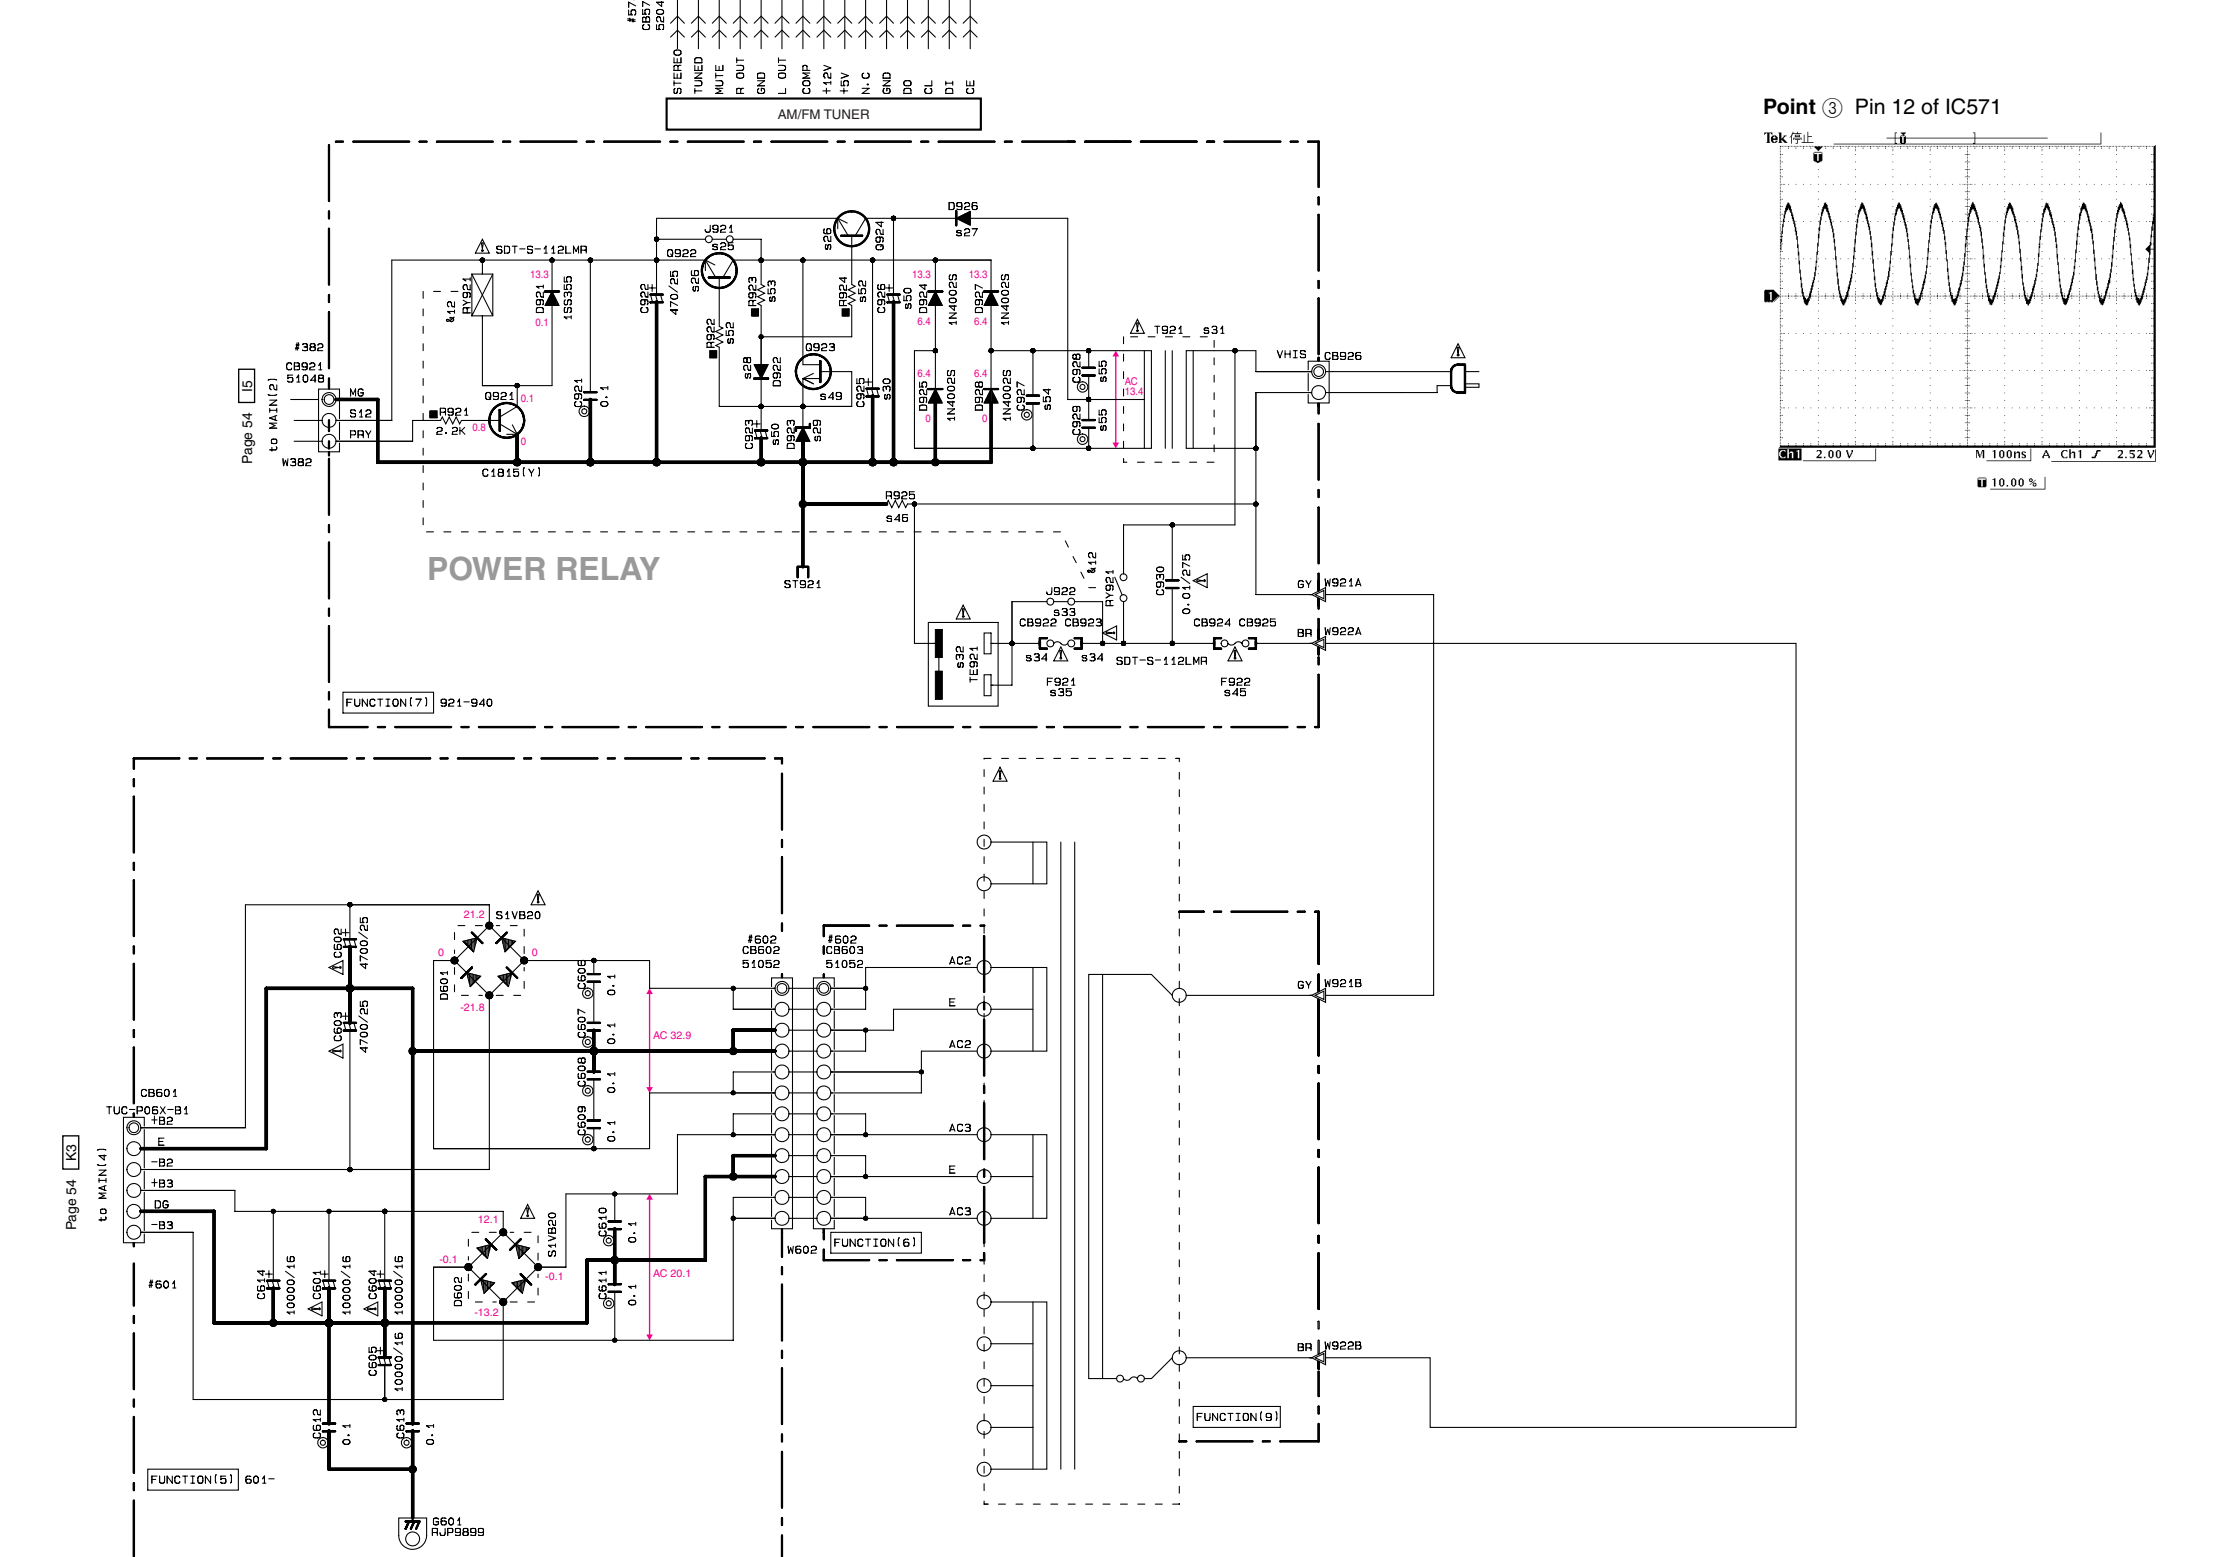 #57
CB57
5204
STEREO
TUNED
MUTE
R OUT
GND
L OUT
COMP
+12V
+5V
N.C
GND
DO
CL
DI
CE
AM/FM TUNER
Point ③ Pin 12 of IC571
Tek 停止
Ch1 2.00 V
M 100ns
A Ch1 2.52 V
10.00 %
SDT-S-112LMR
&12
RY921
13.3
D921
1SS355
0.1
C921
0.1
C922
470/25
Q922
s26
J921
s25
R922
s52
R923
s53
s28
D922
C923
s50
Q923
s49
D923
s29
s26
Q924
R924
s52
C925
s30
C926
s50
D926
s27
13.3
D924
1N4002S
6.4
13.3
D927
1N4002S
6.4
6.4
D925
1N4002S
0
6.4
D928
1N4002S
0
C927
s54
C928
s55
C929
s55
AC
13.4
T921 s31
VHIS
CB926
#382
CB921
51048
MG
S12
PRY
W382
Page 54 I5
to MAIN(2)
R921
2.2K
Q921
0.1
0.8
0
C1815(Y)
R925
s46
POWER RELAY
ST921
&12
RY921
C930
0.01/275
J922
s33
CB922 CB923
s34 s34
F921
s35
SDT-S-112LMR
CB924 CB925
F922
s45
s32
TE921
GY W921A
BR W922A
FUNCTION(7) 921-940
21.2
S1VB20
0
0
D601
-21.8
C602
4700/25
C603
4700/25
C606
0.1
C607
0.1
C608
0.1
C609
0.1
AC 32.9
#602
CB602
51052
#602
CB603
51052
AC2
E
AC2
AC3
E
AC3
W602
FUNCTION(6)
CB601
TUC-P06X-B1
+B2
E
-B2
+B3
DG
-B3
#601
Page 54 K3
to MAIN(4)
C614
1000/16
C601
1000/16
C604
1000/16
C605
1000/16
12.1
S1VB20
-0.1
-0.1
D602
-13.2
C610
0.1
C611
0.1
AC 20.1
C612
0.1
C613
0.1
G601
RJP9899
FUNCTION(5) 601-
GY W921B
BR W922B
FUNCTION(9)